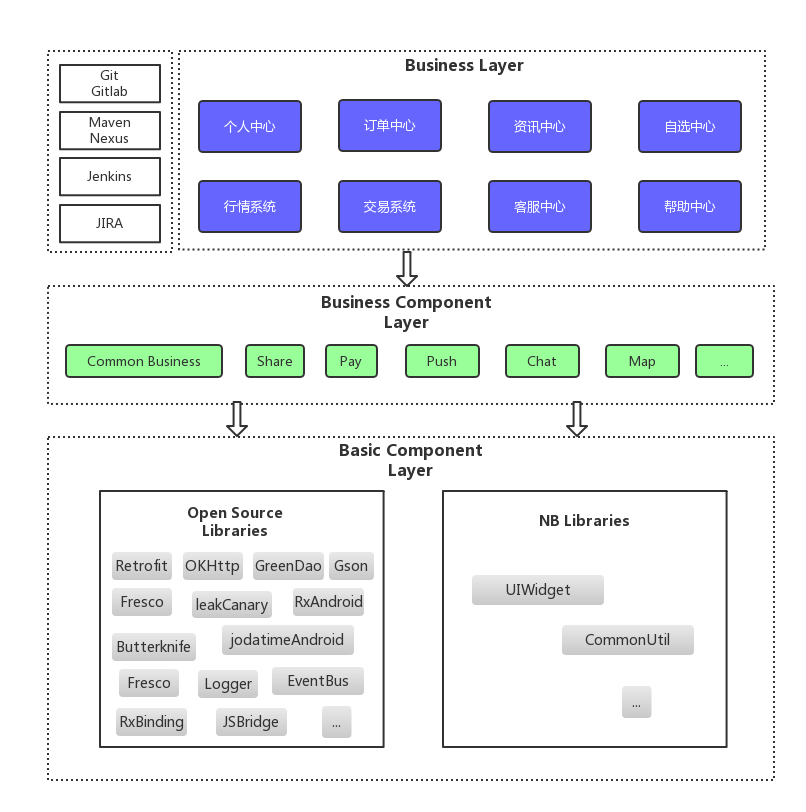 Git
Gitlab
Maven
Nexus
Jenkins
JIRA
Business Layer
个人中心
订单中心
资讯中心
自选中心
行情系统
交易系统
客服中心
帮助中心
Business Component
Layer
Common Business
Share
Pay
Push
Chat
Map
...
Basic Component
Layer
Open Source
Libraries
Retrofit
OKHttp
GreenDao
Gson
Fresco
leakCanary
RxAndroid
Butterknife
jodatimeAndroid
Fresco
Logger
EventBus
RxBinding
JSBridge
...
NB Libraries
UIWidget
CommonUtil
...